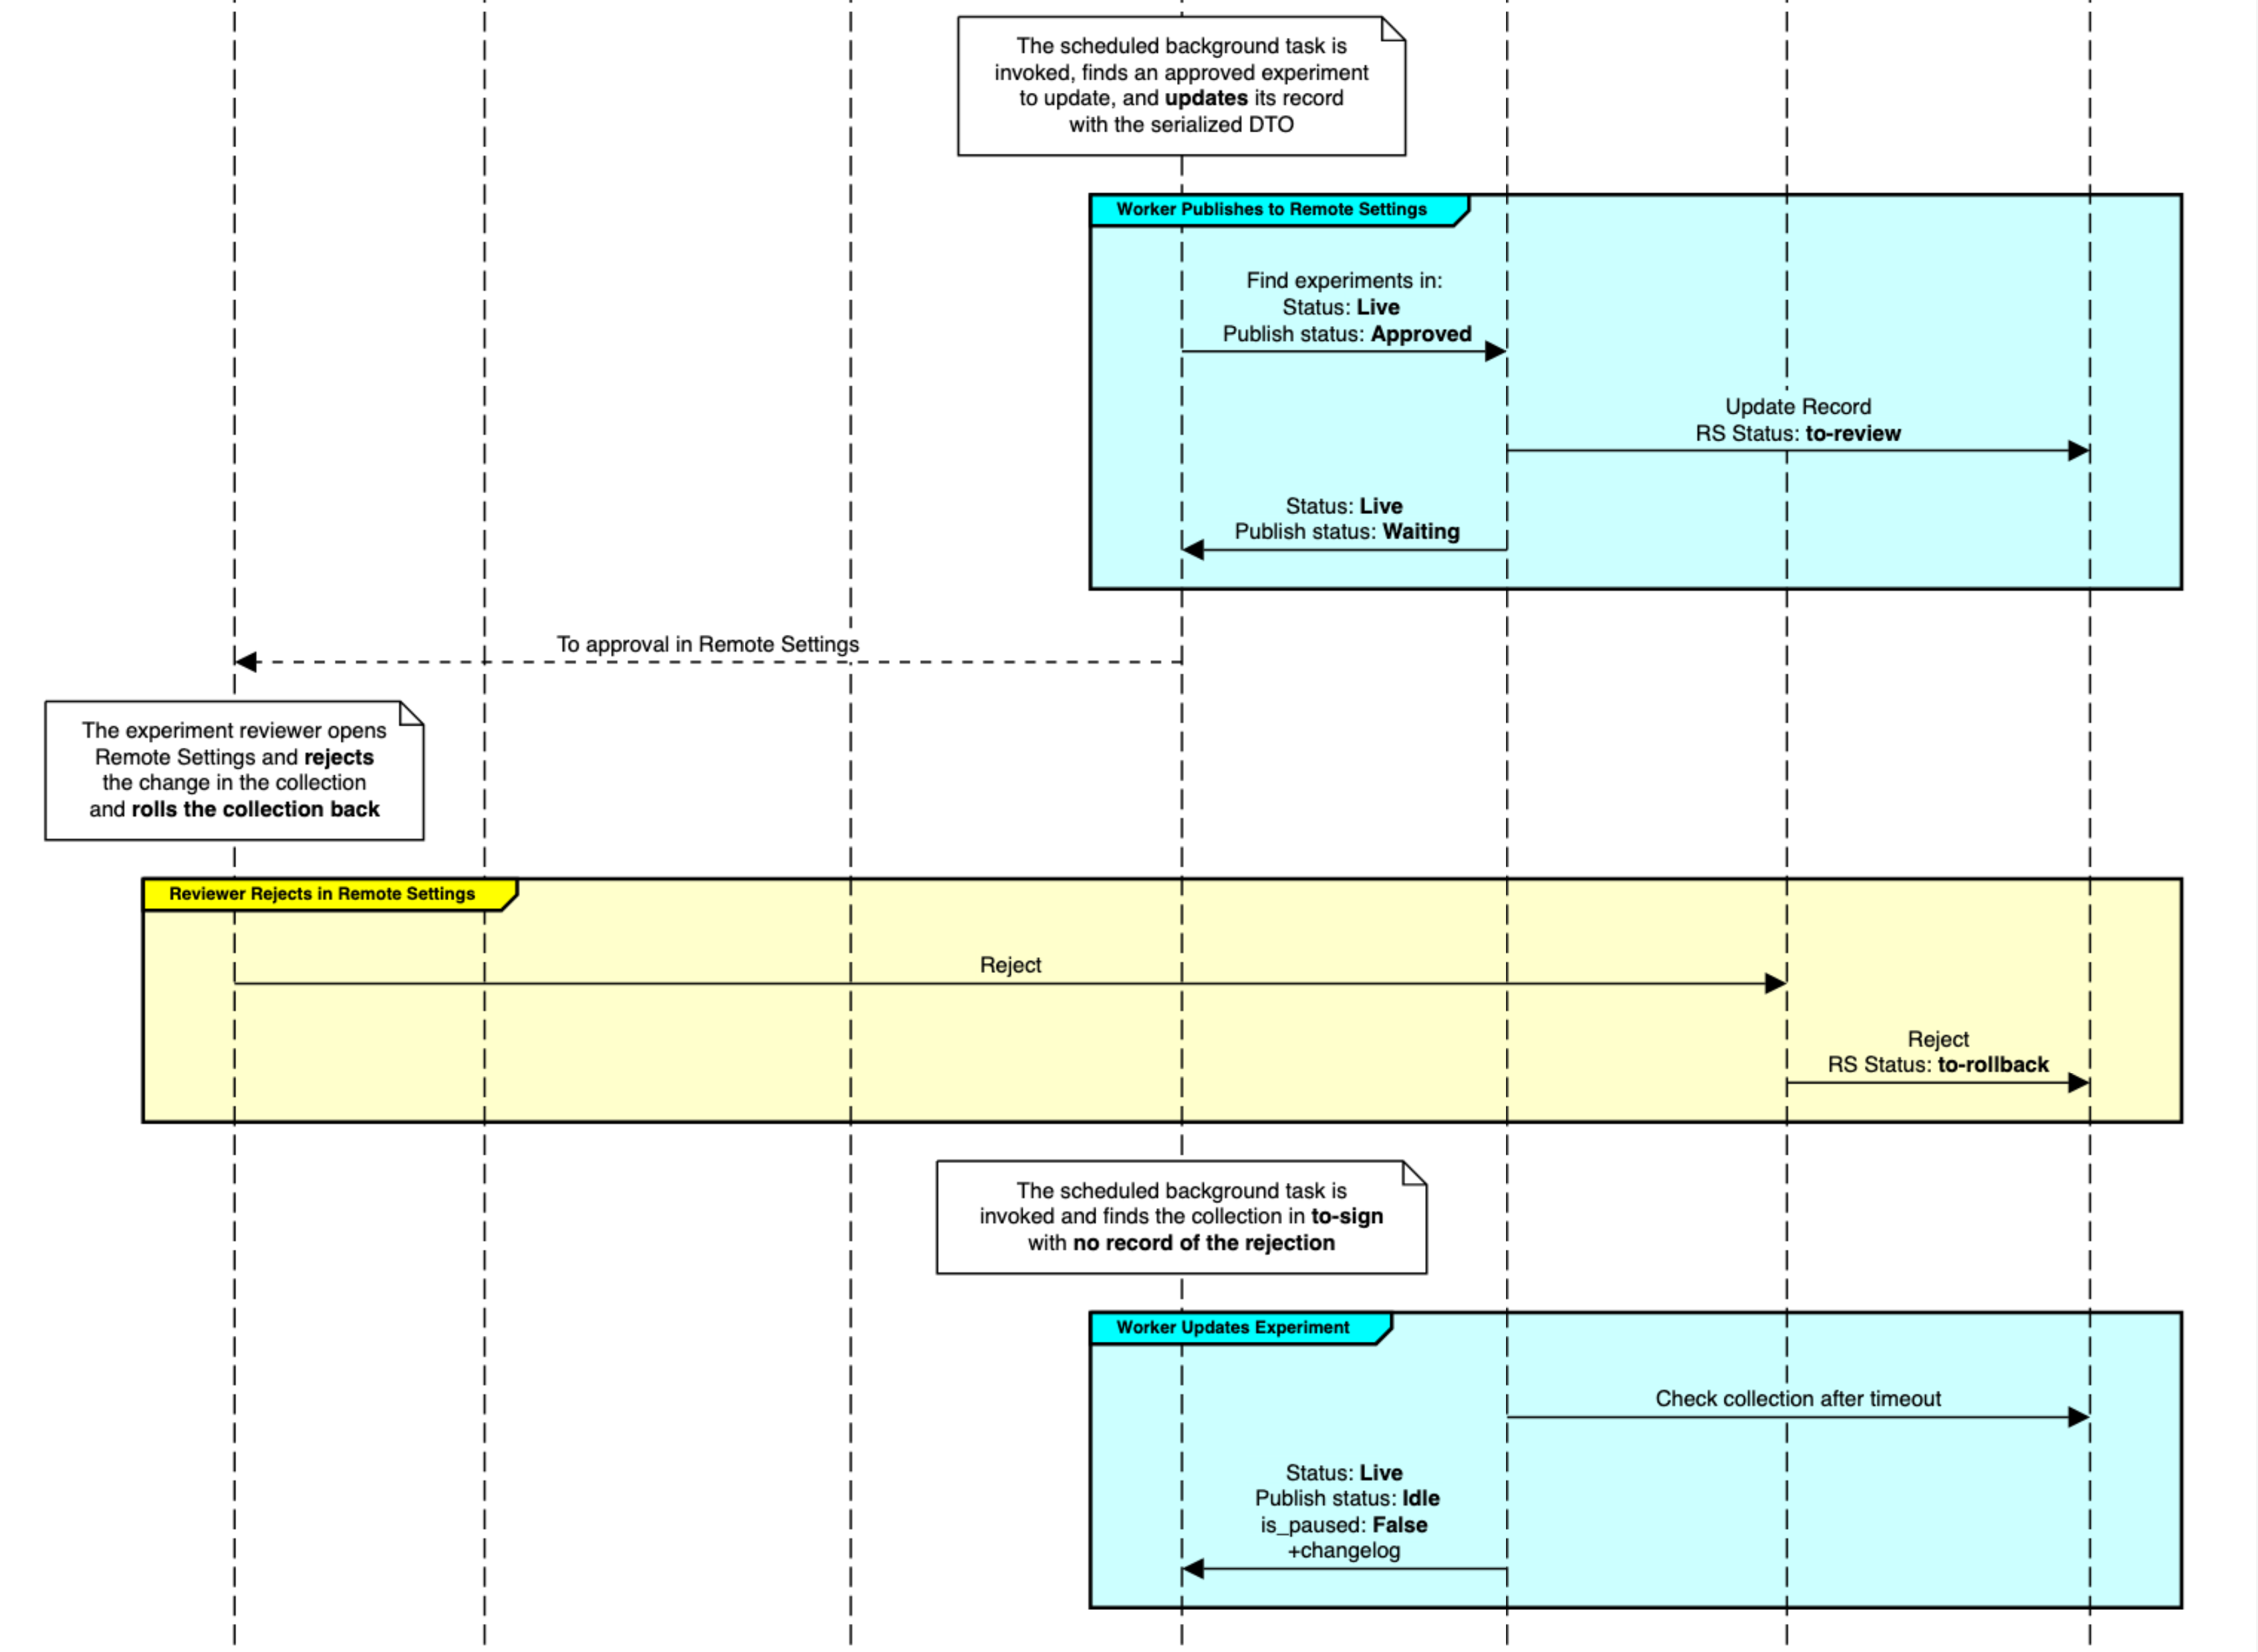 The scheduled background task is
invoked, finds an approved experiment
to update, and updates its record
with the serialized DTO
Worker Publishes to Remote Settings
Find experiments in:
Status: Live
Publish status: Approved
Update Record
RS Status: to-review
Status: Live
Publish status: Waiting
To approval in Remote Settings
The experiment reviewer opens
Remote Settings and rejects
the change in the collection
and rolls the collection back
Reviewer Rejects in Remote Settings
Reject
Reject
RS Status: to-rollback
The scheduled background task is
invoked and finds the collection in to-sign
with no record of the rejection
Worker Updates Experiment
Check collection after timeout
Status: Live
Publish status: Idle
is_paused: False
+changelog